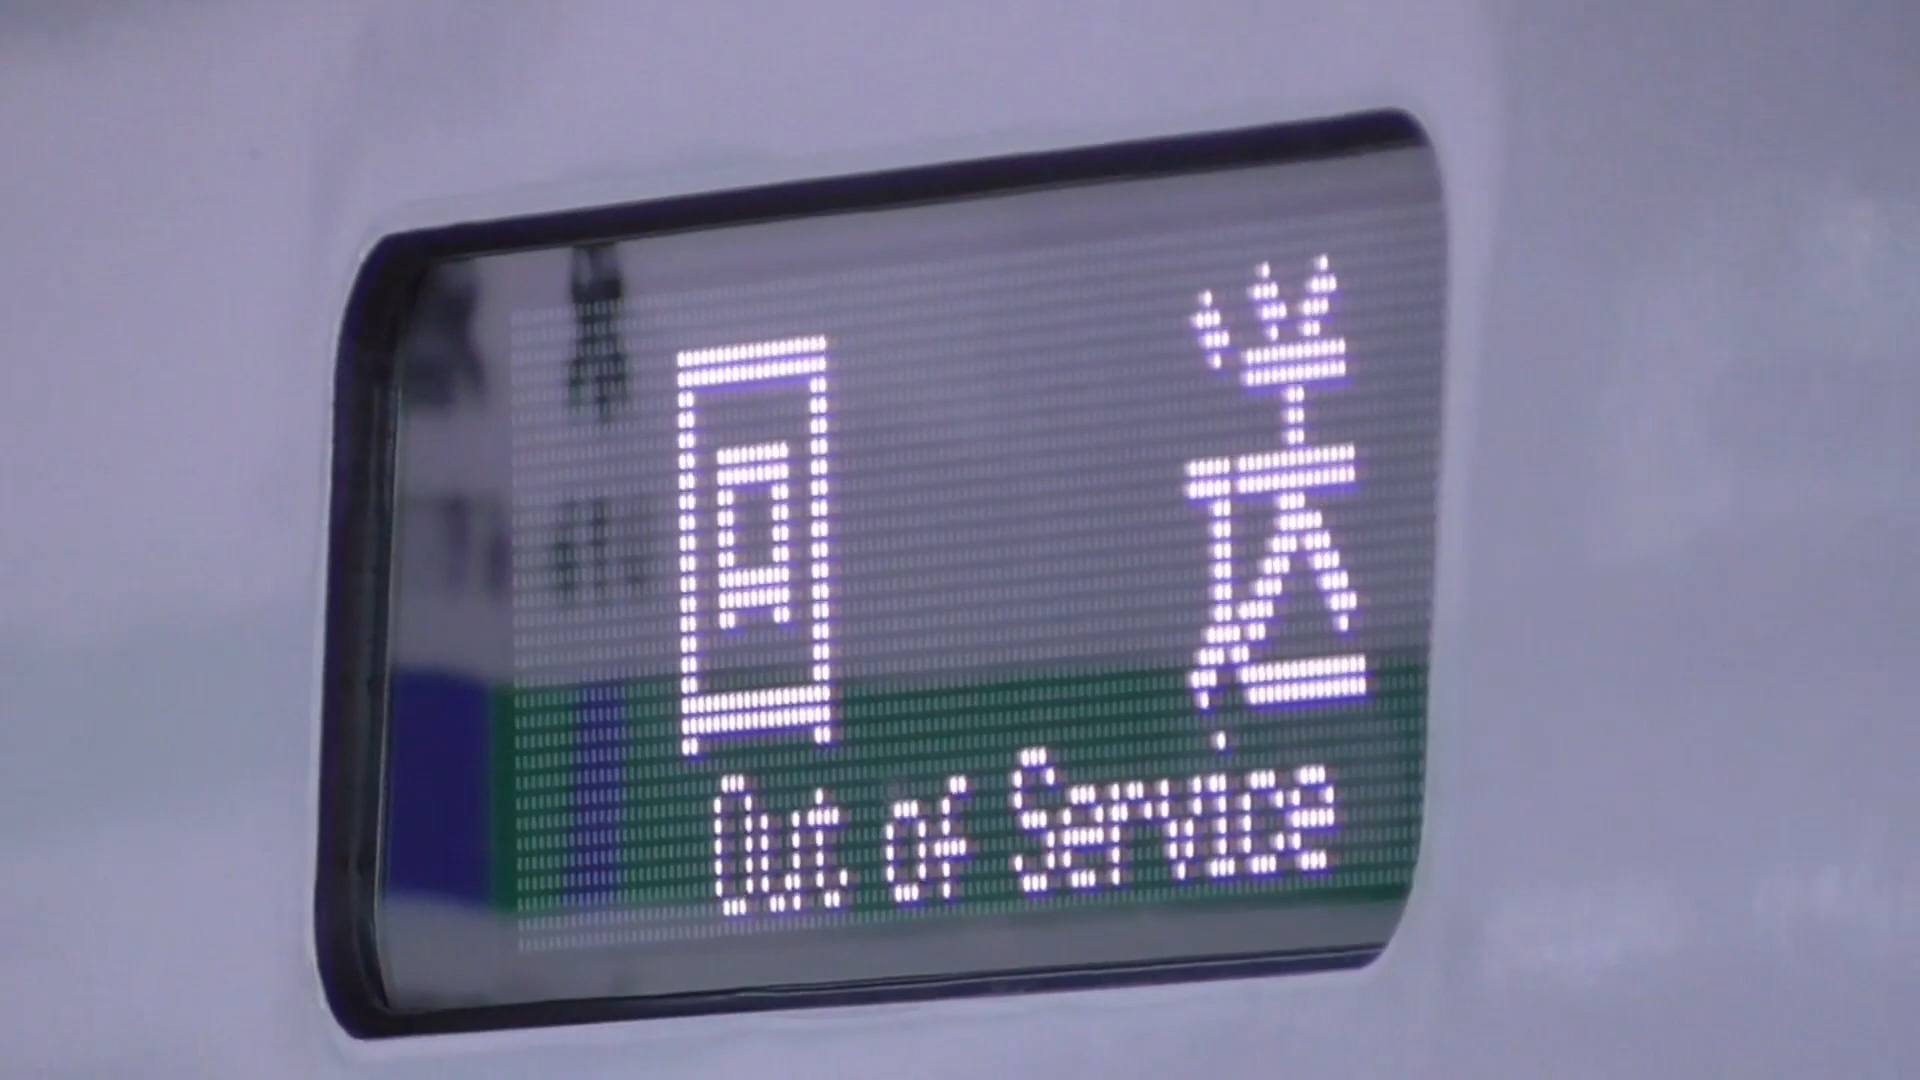 回送
Out of Service